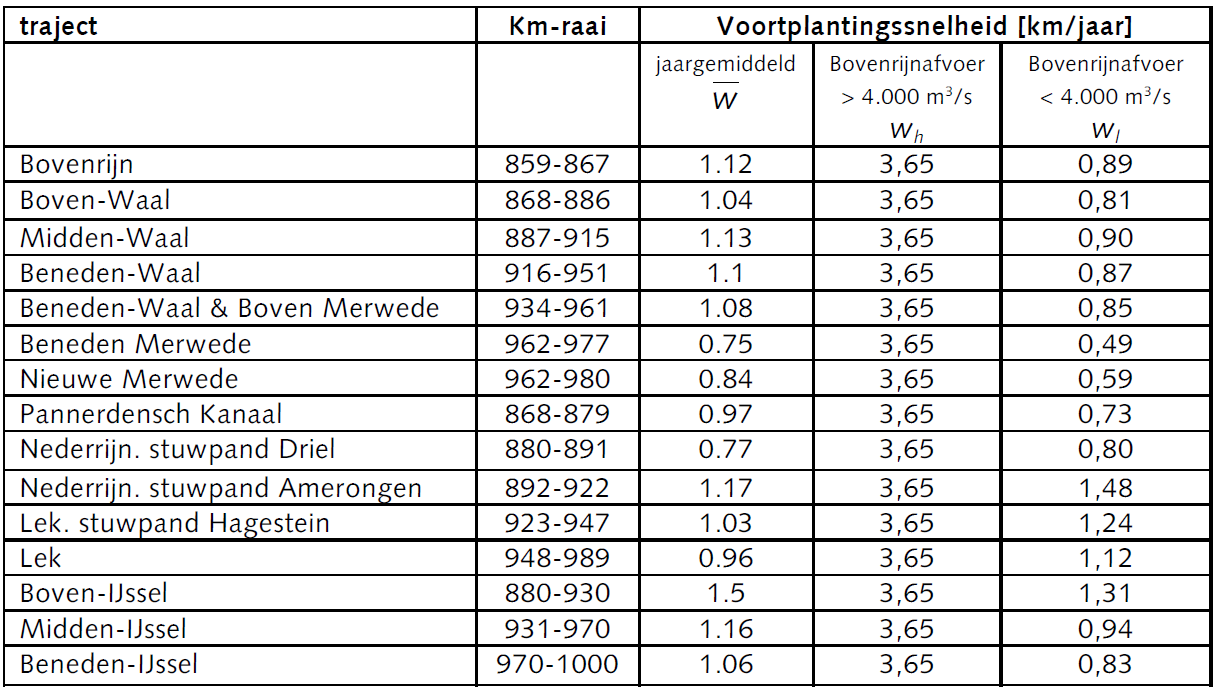 traject Km-raai Voortplantingssnelheid [km/jaar]
jaargemiddeld Bovenrijnafvoer Bovenrijnafvoer
W̅ > 4.000 m³/s < 4.000 m³/s
Wₕ Wₗ
Bovenrijn 859-867 1.12 3,65 0,89
Boven-Waal 868-886 1.04 3,65 0,81
Midden-Waal 887-915 1.13 3,65 0,90
Beneden-Waal 916-951 1.1 3,65 0,87
Beneden-Waal & Boven Merwede 934-961 1.08 3,65 0,85
Beneden Merwede 962-977 0.75 3,65 0,49
Nieuwe Merwede 962-980 0.84 3,65 0,59
Pannerdensch Kanaal 868-879 0.97 3,65 0,73
Nederrijn. stuwpand Driel 880-891 0.77 3,65 0,80
Nederrijn. stuwpand Amerongen 892-922 1.17 3,65 1,48
Lek. stuwpand Hagestein 923-947 1.03 3,65 1,24
Lek 948-989 0.96 3,65 1,12
Boven-IJssel 880-930 1.5 3,65 1,31
Midden-IJssel 931-970 1.16 3,65 0,94
Beneden-IJssel 970-1000 1.06 3,65 0,83